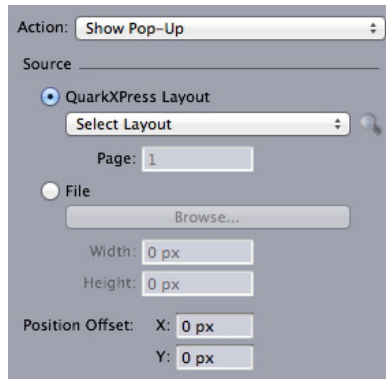 Action: Show Pop-Up
Source
QuarkXPress Layout
Select Layout
Page: 1
File
Browse...
Width: 0 px
Height: 0 px
Position Offset: X: 0 px
Y: 0 px